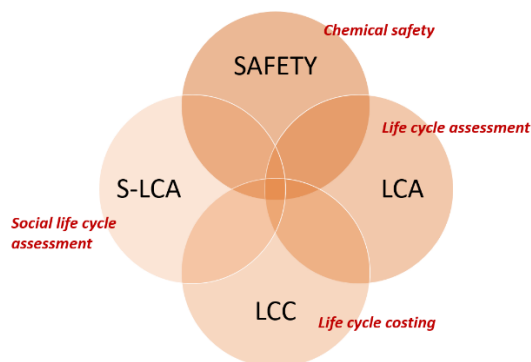 Chemical safety
SAFETY
Life cycle assessment
S-LCA
LCA
Social life cycle
assessment
LCC
Life cycle costing